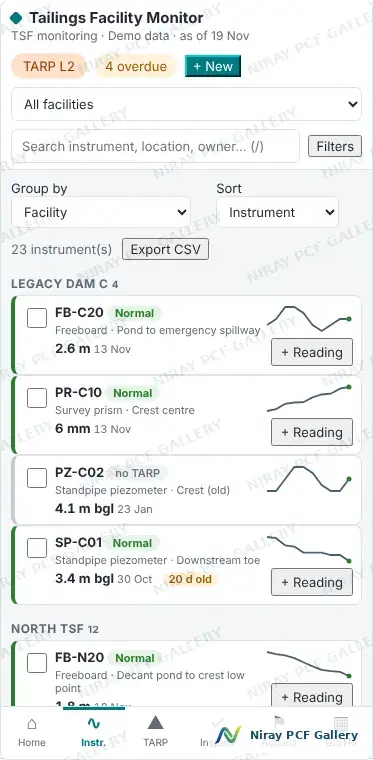 Tailings Facility Monitor
TSF monitoring · Demo data · as of 19 Nov
TARP L2 4 overdue + New
All facilities
Search instrument, location, owner... (/) Filters
Group by Sort
Facility Instrument
23 instrument(s) Export CSV
LEGACY DAM C 4
FB-C20 Normal
Freeboard · Pond to emergency spillway
2.6 m 13 Nov
+ Reading
PR-C10 Normal
Survey prism · Crest centre
6 mm 13 Nov
+ Reading
PZ-C02 no TARP
Standpipe piezometer · Crest (old)
4.1 m bgl 23 Jan
SP-C01 Normal
Standpipe piezometer · Downstream toe
3.4 m bgl 30 Oct 20 d old
+ Reading
NORTH TSF 12
FB-N20 Normal
Freeboard · Decant pond to crest low
point
+ Reading
Home Instr. TARP
Niray PCF Gallery
NIRAY PCF GALLERY